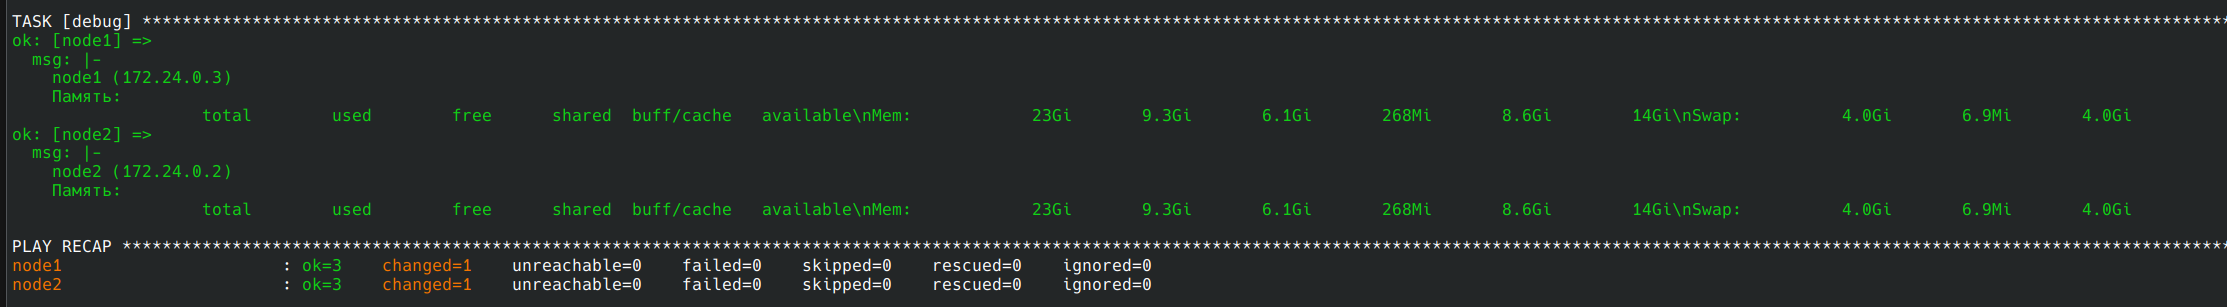 TASK [debug] ****************************************************************************************************************************************************************************************************************
ok: [node1] =>
  msg: |-
    node1 (172.24.0.3)
    Память:
                   total        used        free      shared  buff/cache   available\nMem:            23Gi       9.3Gi       6.1Gi       268Mi       8.6Gi        14Gi\nSwap:          4.0Gi       6.9Mi       4.0Gi
ok: [node2] =>
  msg: |-
    node2 (172.24.0.2)
    Память:
                   total        used        free      shared  buff/cache   available\nMem:            23Gi       9.3Gi       6.1Gi       268Mi       8.6Gi        14Gi\nSwap:          4.0Gi       6.9Mi       4.0Gi
PLAY RECAP ******************************************************************************************************************************************************************************************************************
node1                      : ok=3    changed=1    unreachable=0    failed=0    skipped=0    rescued=0    ignored=0
node2                      : ok=3    changed=1    unreachable=0    failed=0    skipped=0    rescued=0    ignored=0